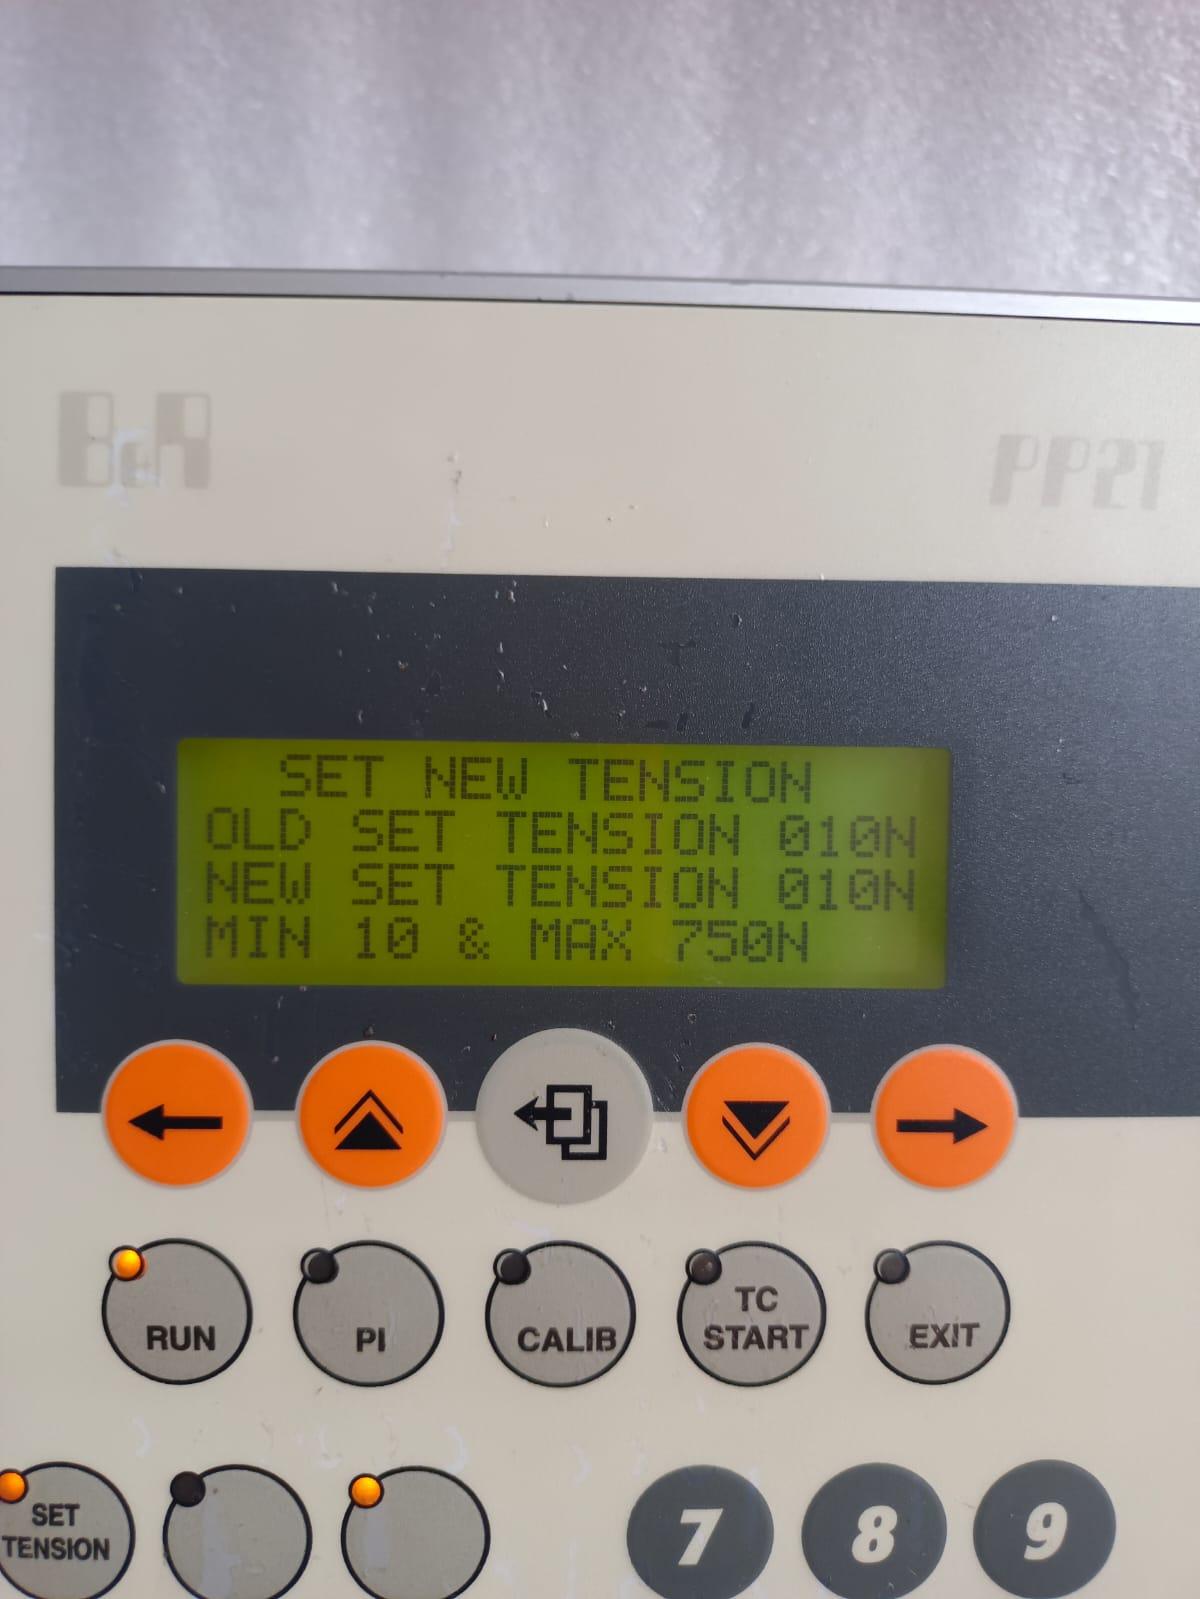 B&R
PP21
SET NEW TENSION
OLD SET TENSION 010N
NEW SET TENSION 010N
MIN 10 & MAX 750N
RUN
PI
CALIB
TC
START
EXIT
SET
TENSION
7
8
9